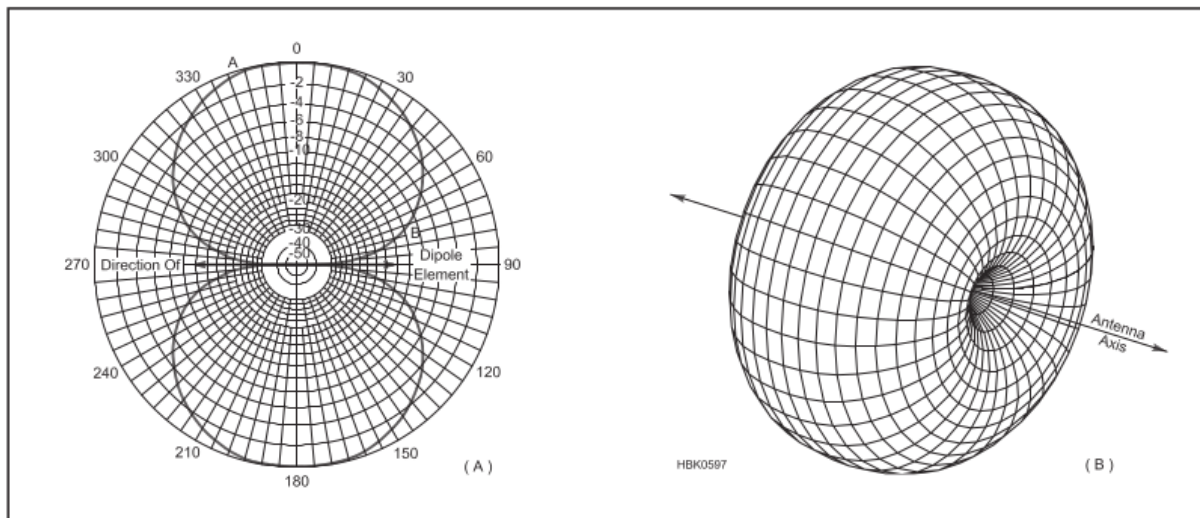 0
A
330
30
-2
-4
-6
-8
-10
300
60
-20
-30
B
-40
-50
270
Direction Of
Dipole
Element
90
240
120
210
150
180
( A )
Antenna
Axis
HBK0597
( B )